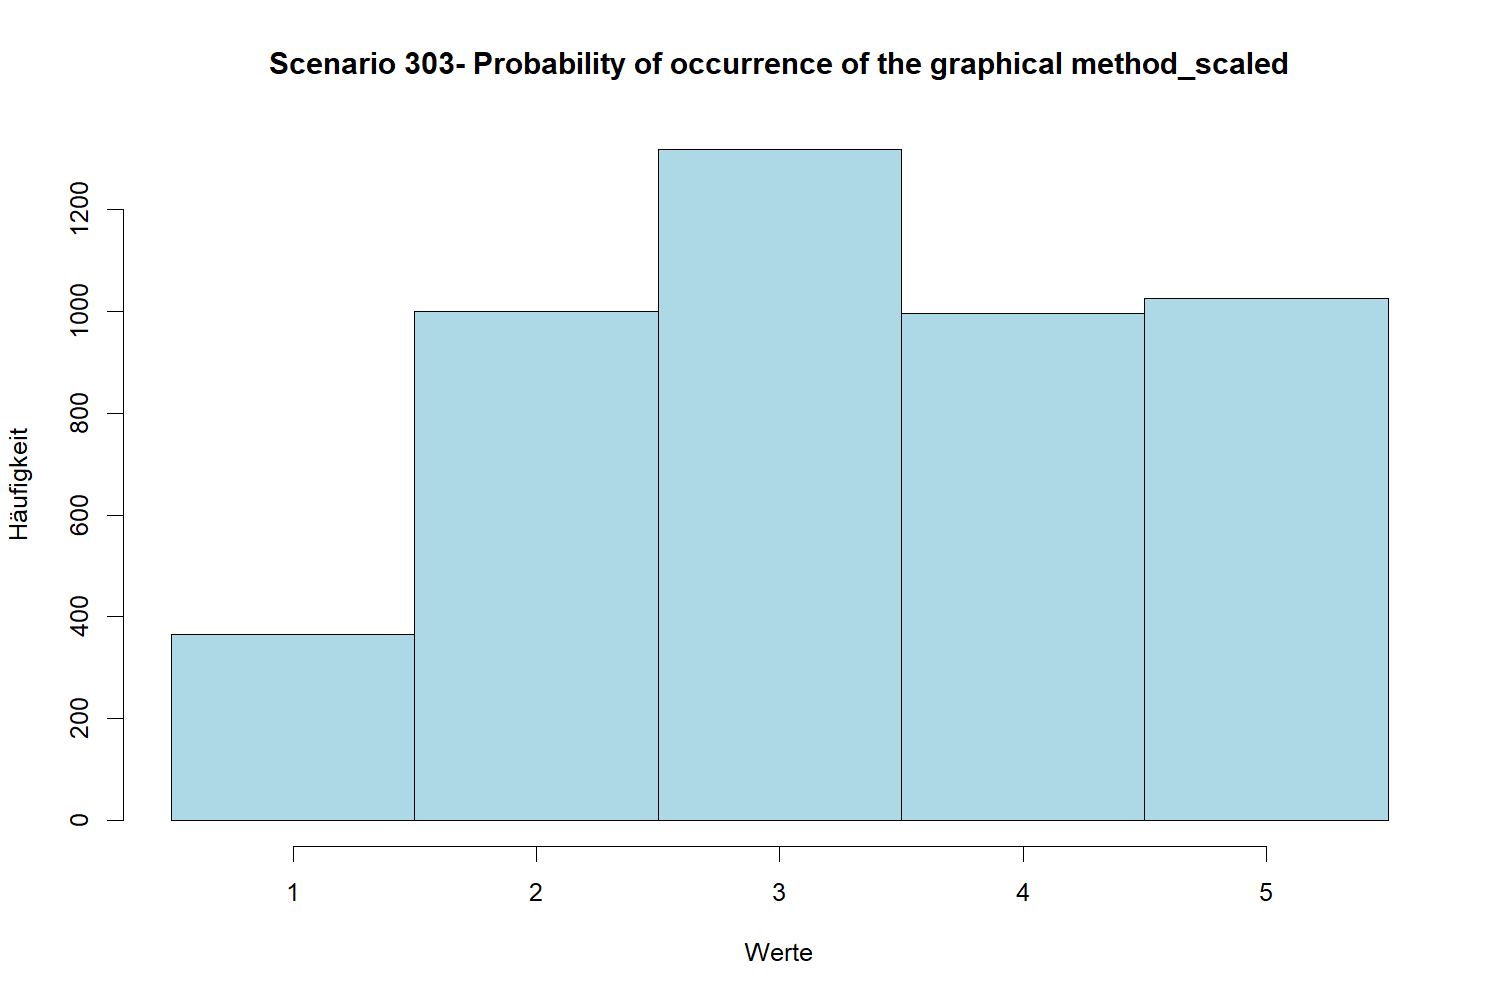 Scenario 303- Probability of occurrence of the graphical method_scaled
Häufigkeit
1200
1000
800
600
400
200
0
1 2 3 4 5
Werte